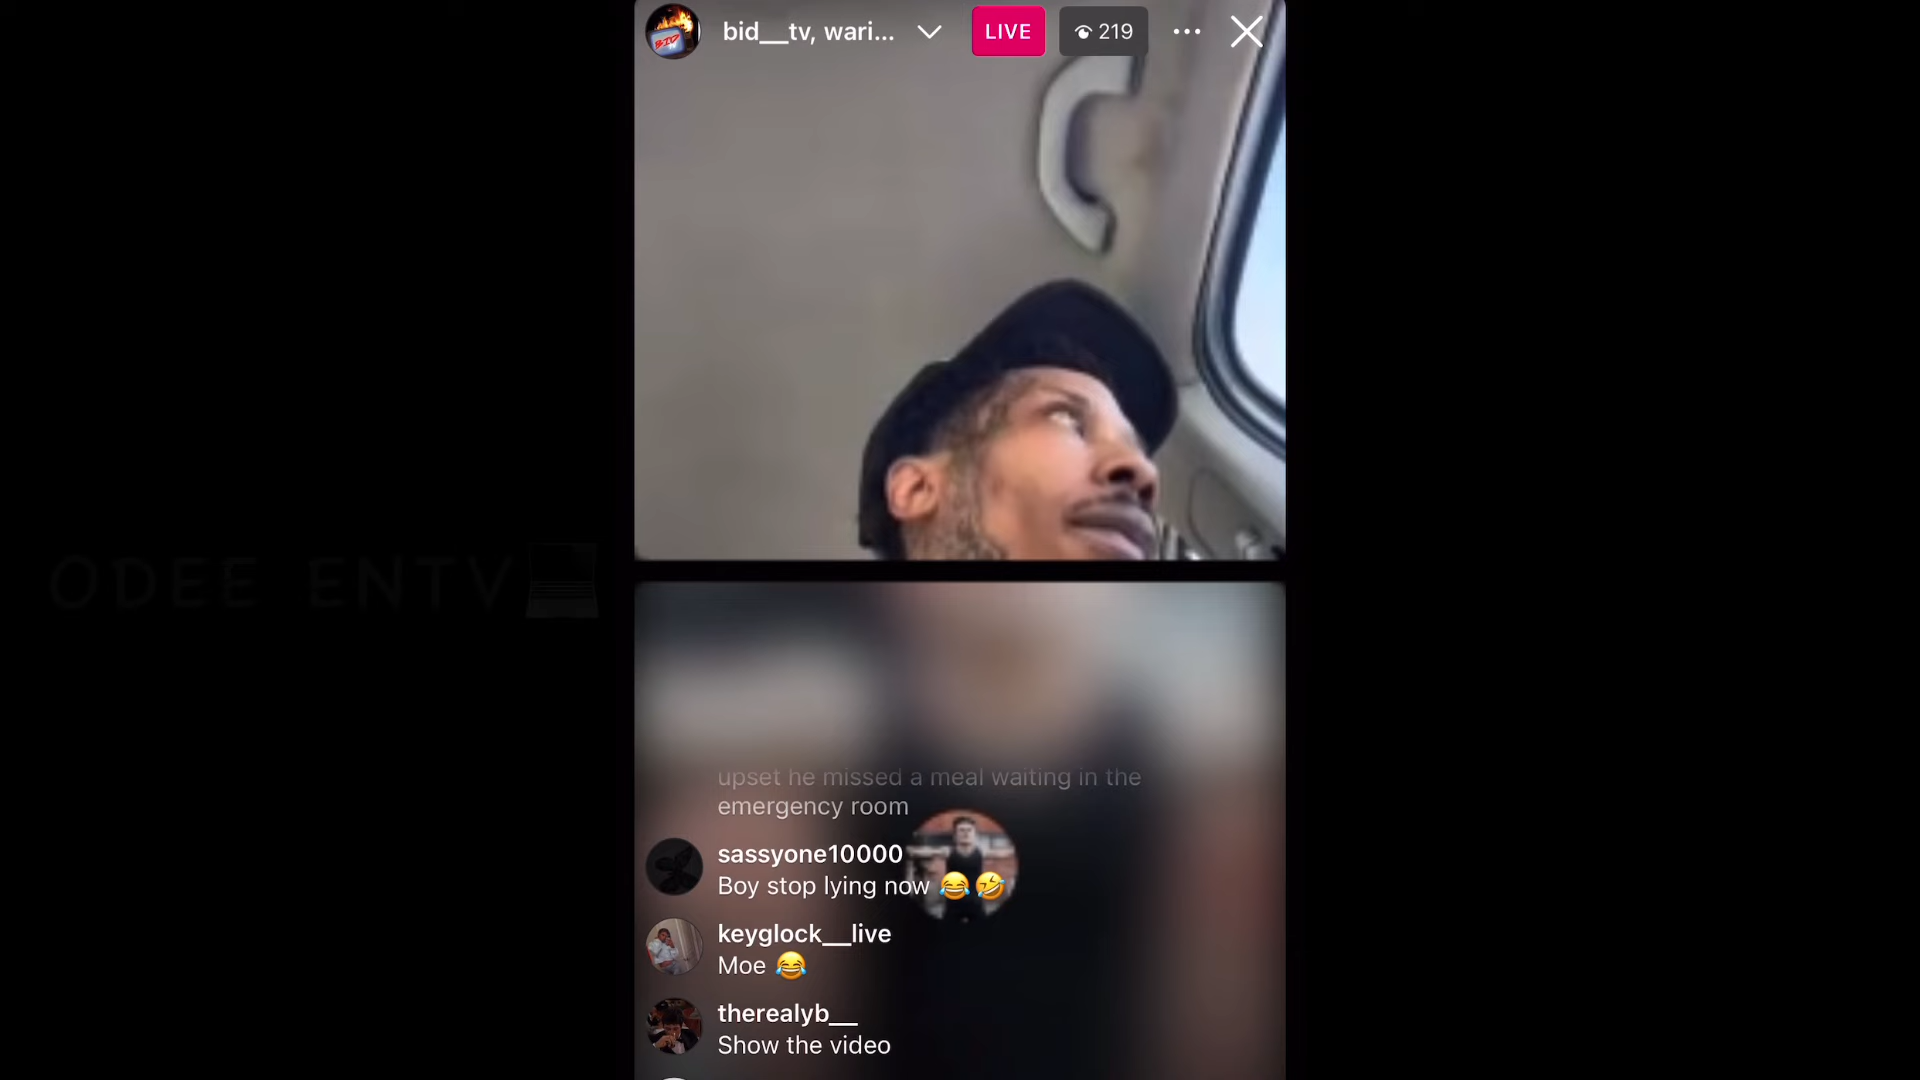 bid__tv, wari...
LIVE
219
BID
ODEE ENTV
upset he missed a meal waiting in the
emergency room
sassyone10000
Boy stop lying now 😂🤣
keyglock__live
Moe 😂
therealyb__
Show the video